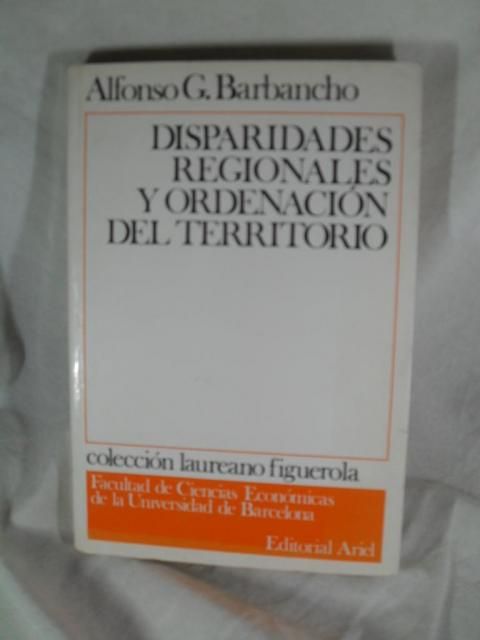 Alfonso G. Barbancho
DISPARIDADES
REGIONALES
Y ORDENACIÓN
DEL TERRITORIO
colección laureano figuerola
Facultad de Ciencias Económicas
de la Universidad de Barcelona
Editorial Ariel